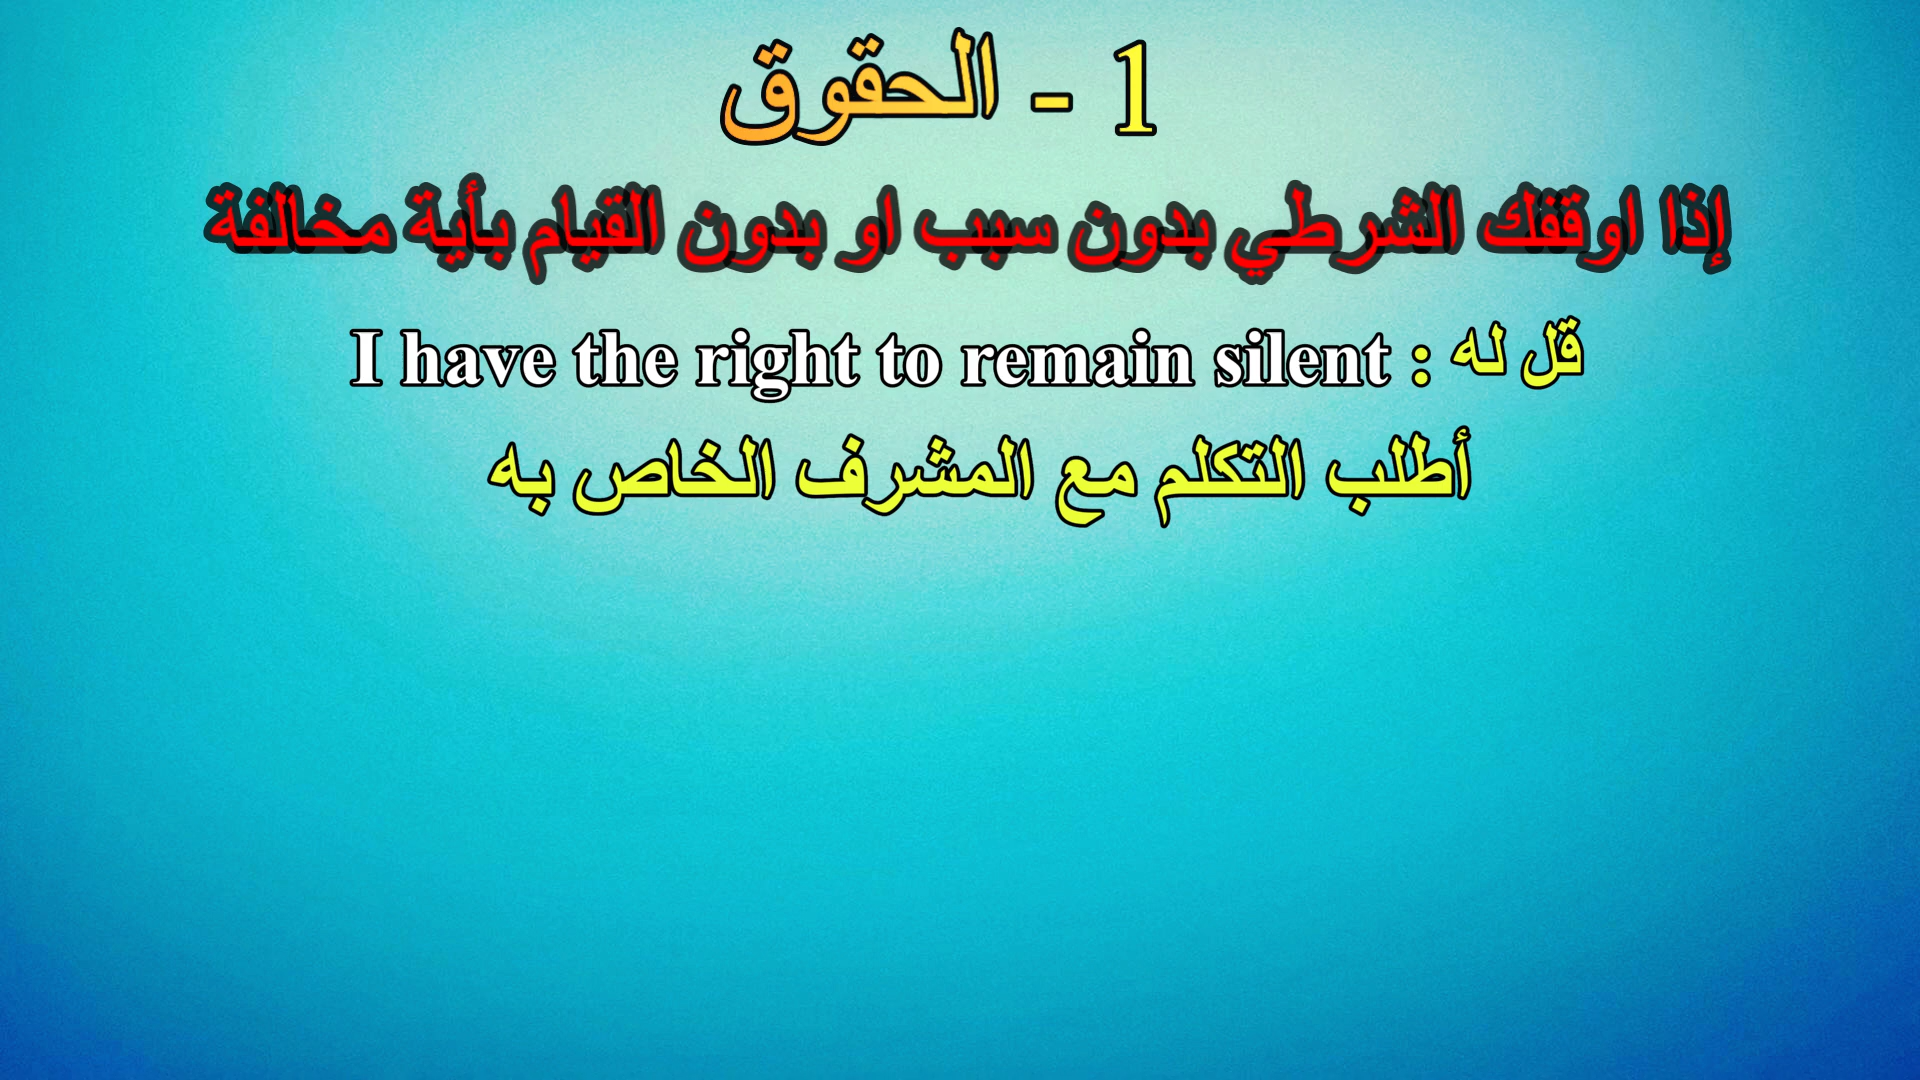 1 - الحقوق
إذا اوقفك الشرطي بدون سبب او بدون القيام بأية مخالفة
قل له : I have the right to remain silent
أطلب التكلم مع المشرف الخاص به